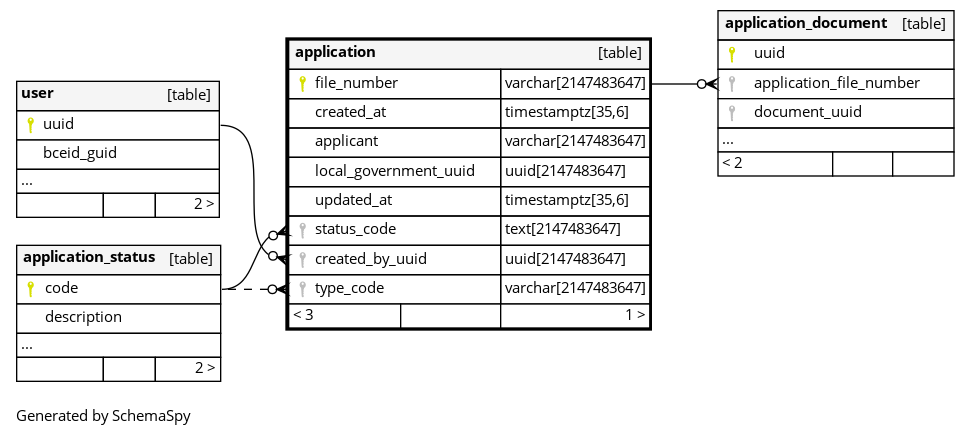 user [table]
uuid
bceid_guid
...
2 >
application_status [table]
code
description
...
2 >
application [table]
file_number varchar[2147483647]
created_at timestamptz[35,6]
applicant varchar[2147483647]
local_government_uuid uuid[2147483647]
updated_at timestamptz[35,6]
status_code text[2147483647]
created_by_uuid uuid[2147483647]
type_code varchar[2147483647]
< 3 1 >
application_document [table]
uuid
application_file_number
document_uuid
...
< 2
Generated by SchemaSpy